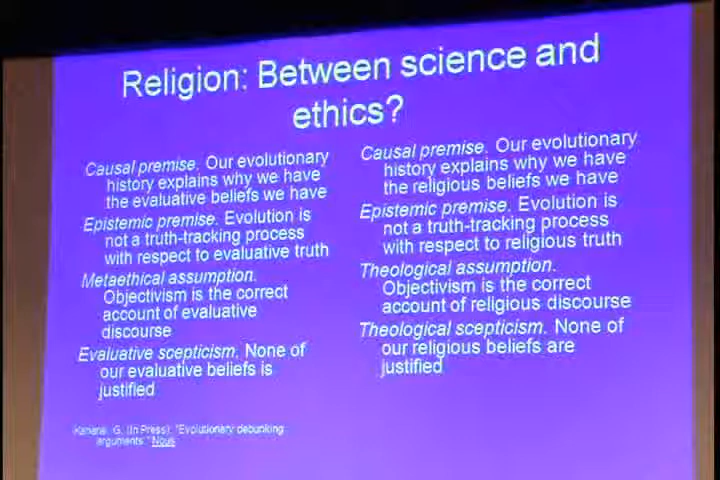 Religion: Between science and
ethics?
Causal premise. Our evolutionary
history explains why we have
the evaluative beliefs we have
Epistemic premise. Evolution is
not a truth-tracking process
with respect to evaluative truth
Metaethical assumption.
Objectivism is the correct
account of evaluative
discourse
Evaluative scepticism. None of
our evaluative beliefs is
justified
Causal premise. Our evolutionary
history explains why we have
the religious beliefs we have
Epistemic premise. Evolution is
not a truth-tracking process
with respect to religious truth
Theological assumption.
Objectivism is the correct
account of religious discourse
Theological scepticism. None of
our religious beliefs are
justified
G. (In Press). "Evolutionary debunking
arguments." Nous